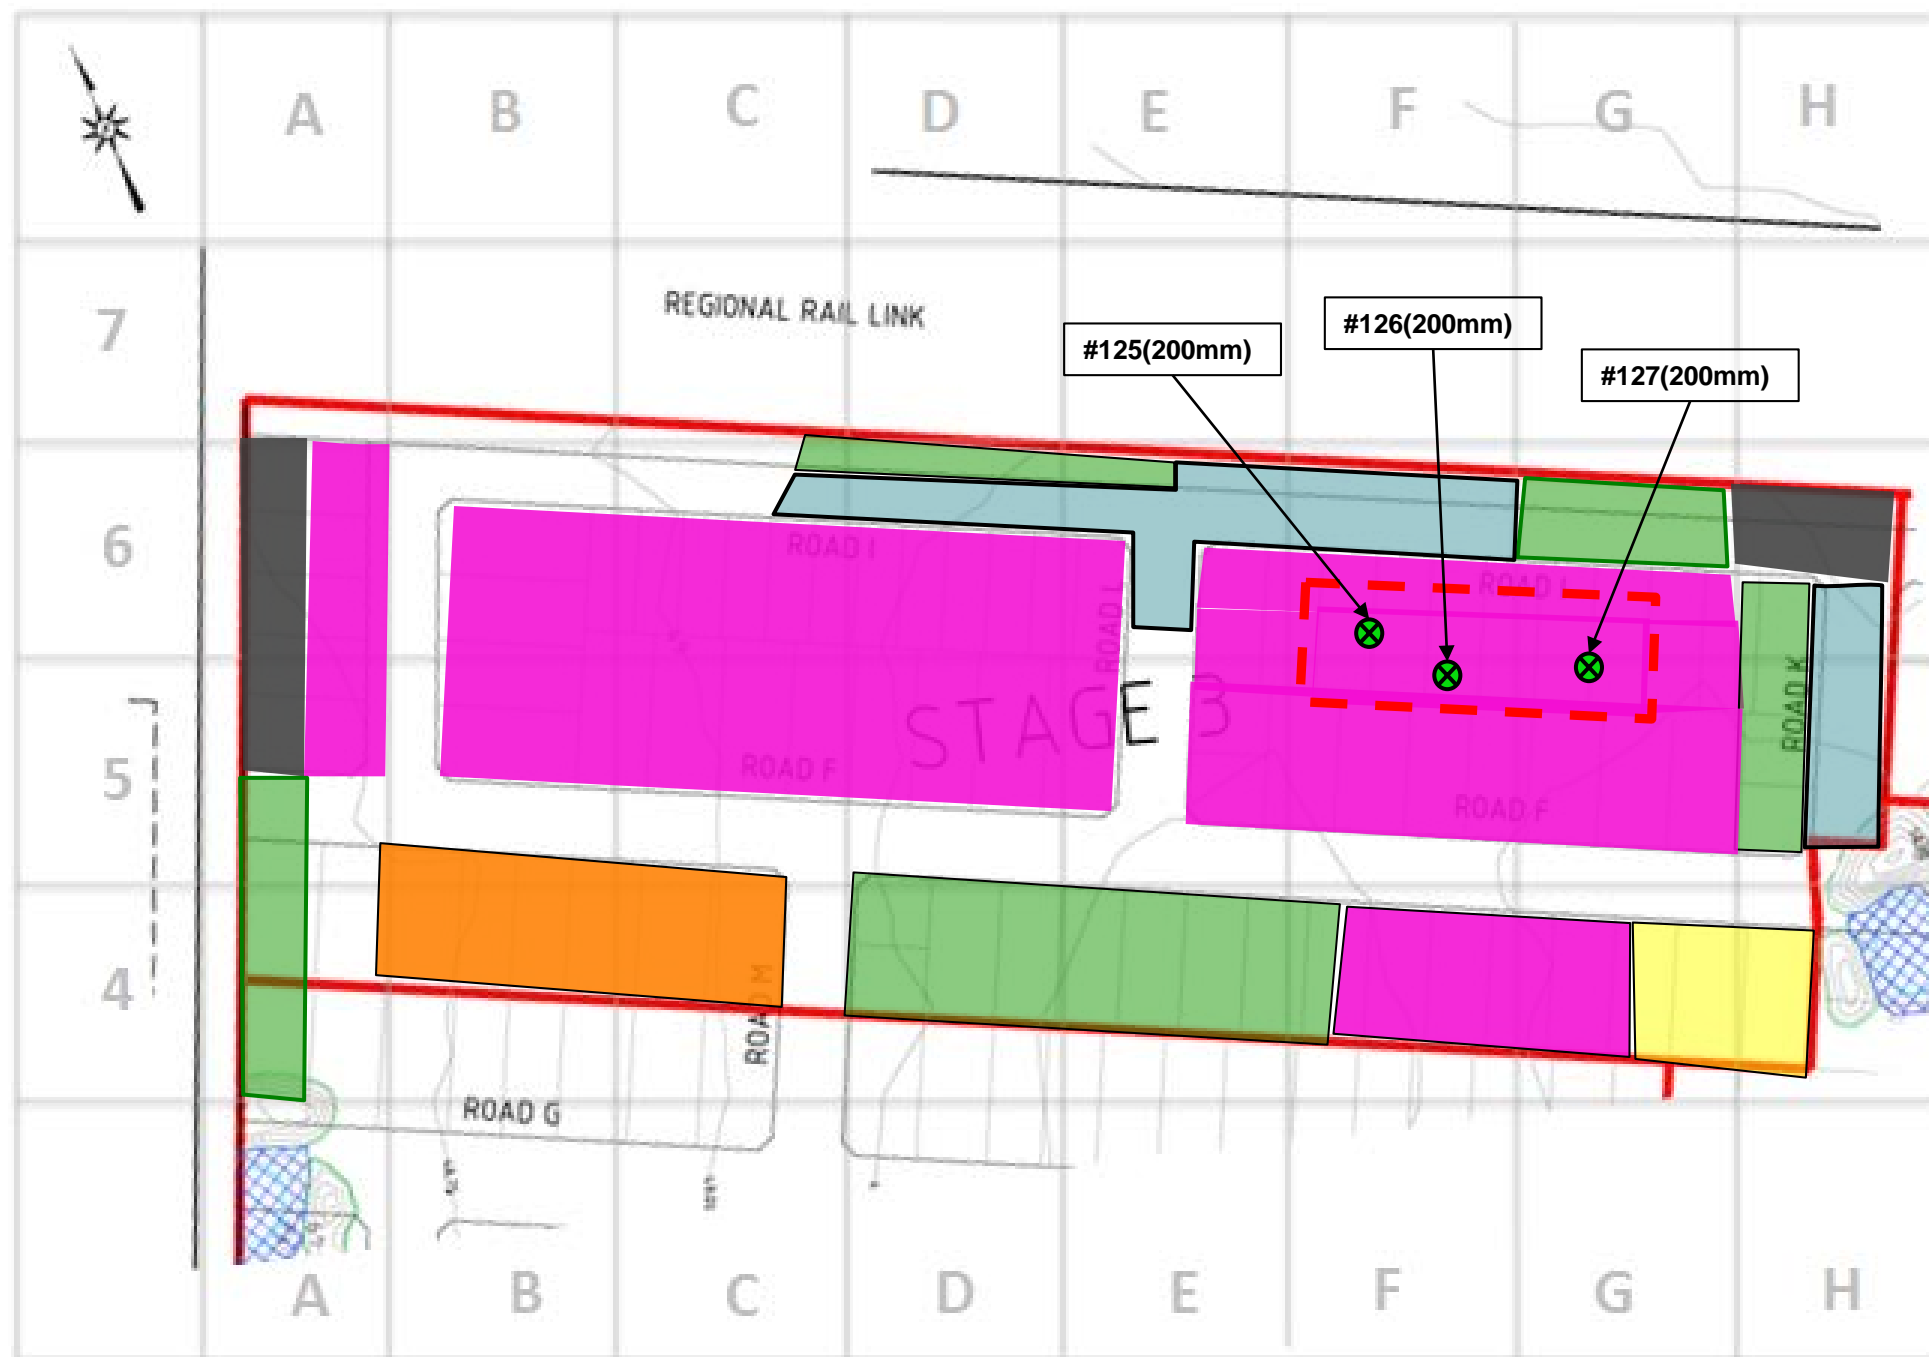 A B C D E F G H
7
REGIONAL RAIL LINK
#125(200mm)
#126(200mm)
#127(200mm)
6
ROAD I
ROAD I
ROAD L
STAGE 3
ROAD K
5
ROAD F
ROAD F
4
ROAD M
ROAD G
A B C D E F G H